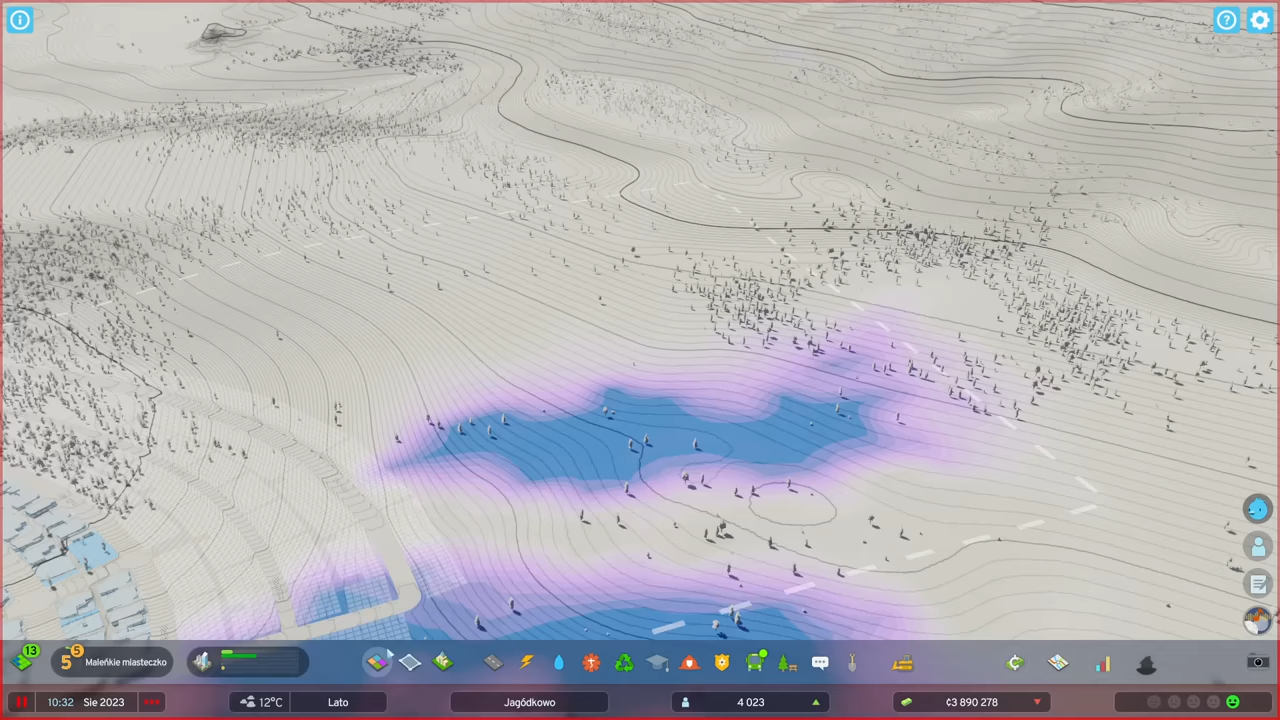 13
5
5
Maleńkie miasteczko
10:32
Sie 2023
12°C
Lato
Jagódkowo
4 023
¢3 890 278